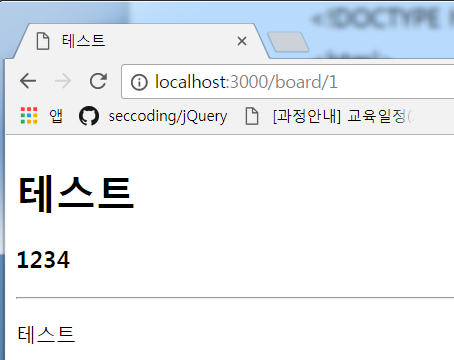 <!DOCTYPE
테스트
localhost:3000/board/1
앱
seccoding/jQuery
[과정안내] 교육일정(
테스트
1234
테스트